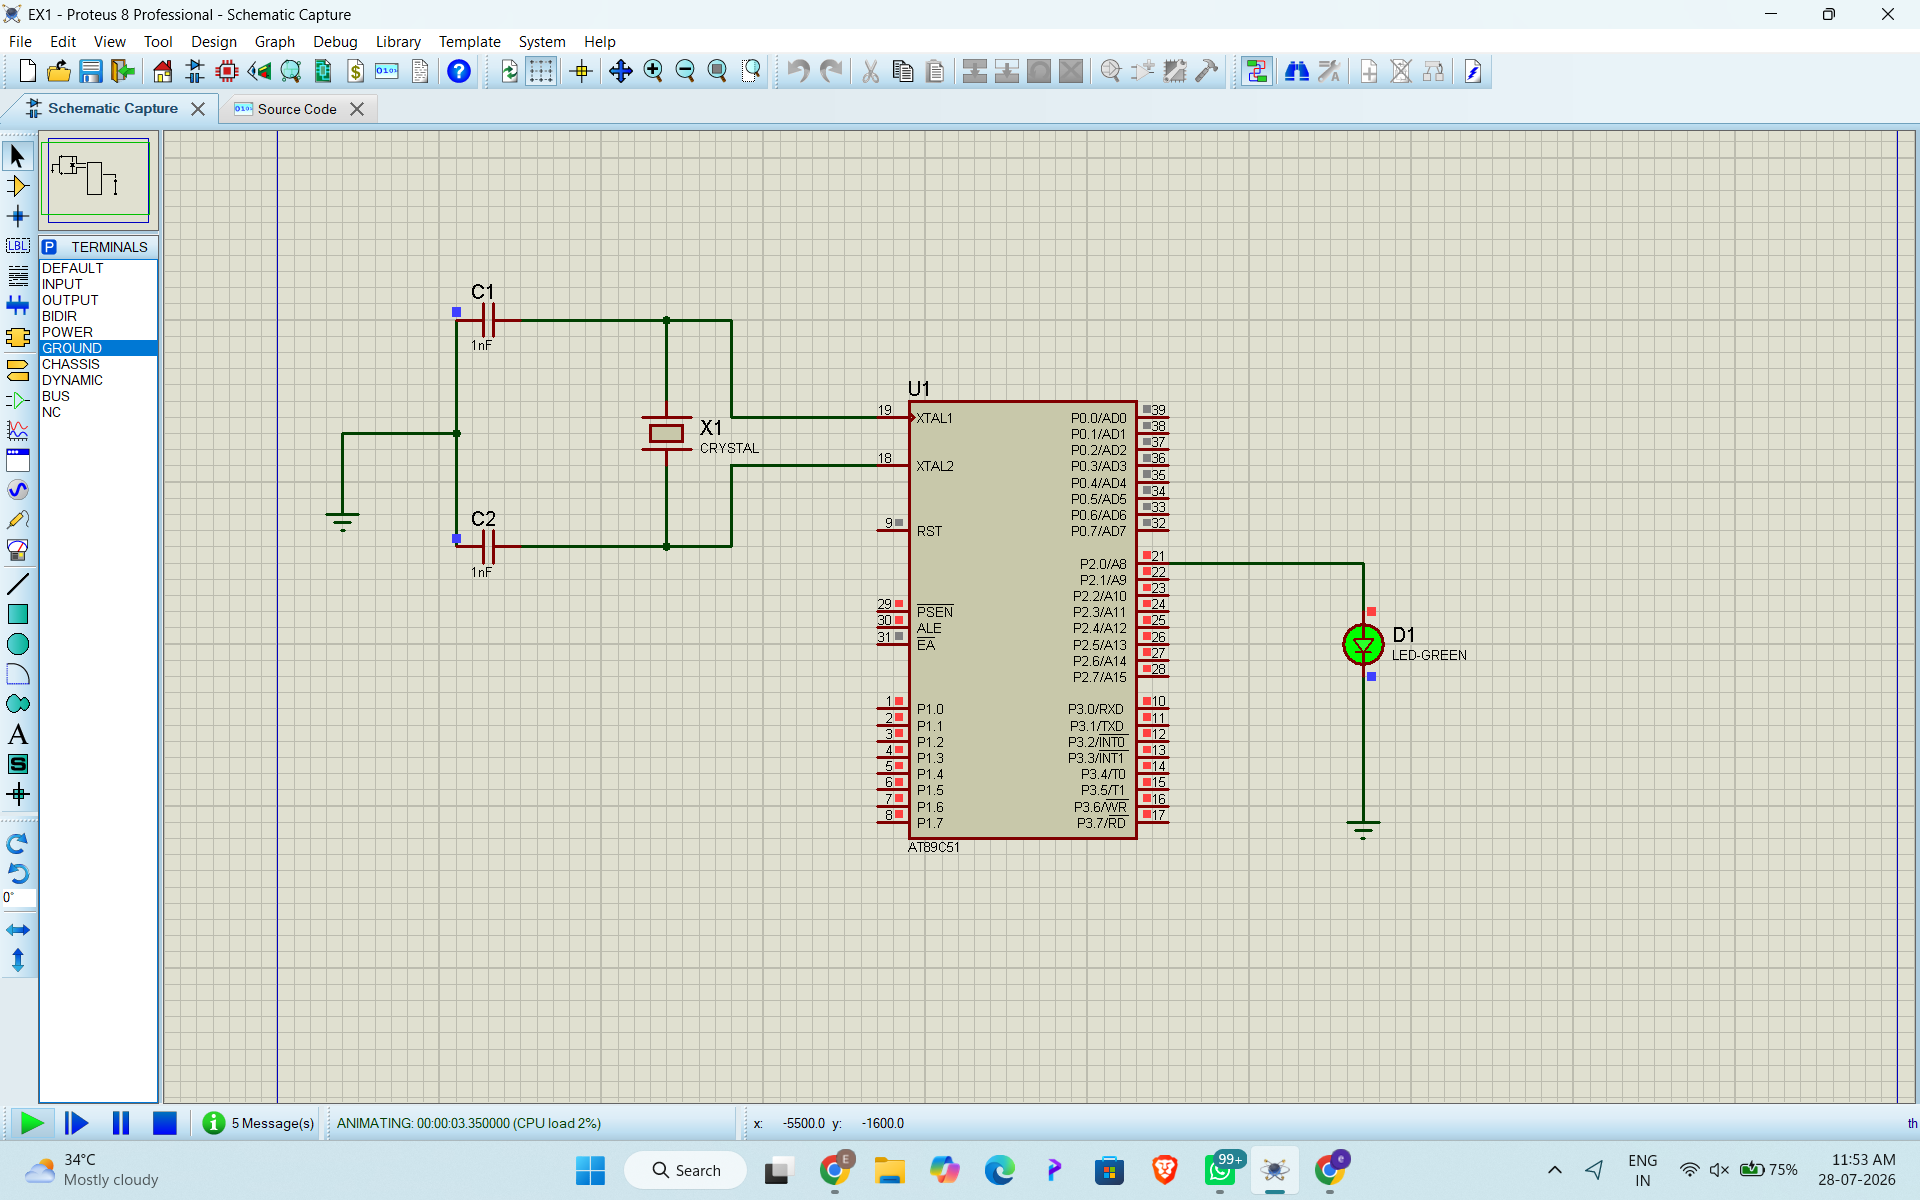 EX1 - Proteus 8 Professional - Schematic Capture
File Edit View Tool Design Graph Debug Library Template System Help
Schematic Capture
Source Code
P TERMINALS
DEFAULT
INPUT
OUTPUT
BIDIR
POWER
GROUND
CHASSIS
DYNAMIC
BUS
NC
LBL
A
S
0°
C1
1nF
C2
1nF
X1
CRYSTAL
U1
19 XTAL1
18 XTAL2
9 RST
29 PSEN
30 ALE
31 EA
1 P1.0
2 P1.1
3 P1.2
4 P1.3
5 P1.4
6 P1.5
7 P1.6
8 P1.7
P0.0/AD0 39
P0.1/AD1 38
P0.2/AD2 37
P0.3/AD3 36
P0.4/AD4 35
P0.5/AD5 34
P0.6/AD6 33
P0.7/AD7 32
P2.0/A8 21
P2.1/A9 22
P2.2/A10 23
P2.3/A11 24
P2.4/A12 25
P2.5/A13 26
P2.6/A14 27
P2.7/A15 28
P3.0/RXD 10
P3.1/TXD 11
P3.2/INT0 12
P3.3/INT1 13
P3.4/T0 14
P3.5/T1 15
P3.6/WR 16
P3.7/RD 17
AT89C51
D1
LED-GREEN
5 Message(s)
ANIMATING: 00:00:03.350000 (CPU load 2%)
x: -5500.0 y: -1600.0
th
34°C
Mostly cloudy
Search
E
99+
e
ENG
IN
75%
11:53 AM
28-07-2026